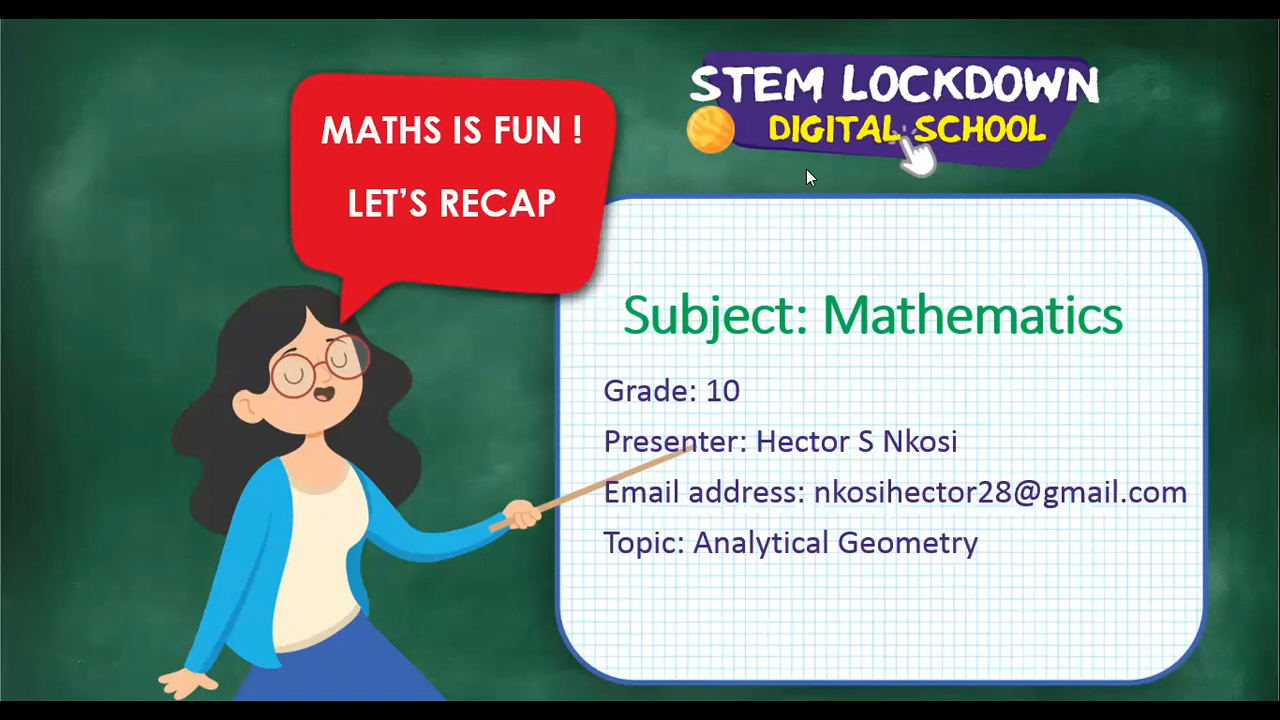 MATHS IS FUN !
LET’S RECAP
STEM LOCKDOWN
DIGITAL SCHOOL
Subject: Mathematics
Grade: 10
Presenter: Hector S Nkosi
Email address: nkosihector28@gmail.com
Topic: Analytical Geometry